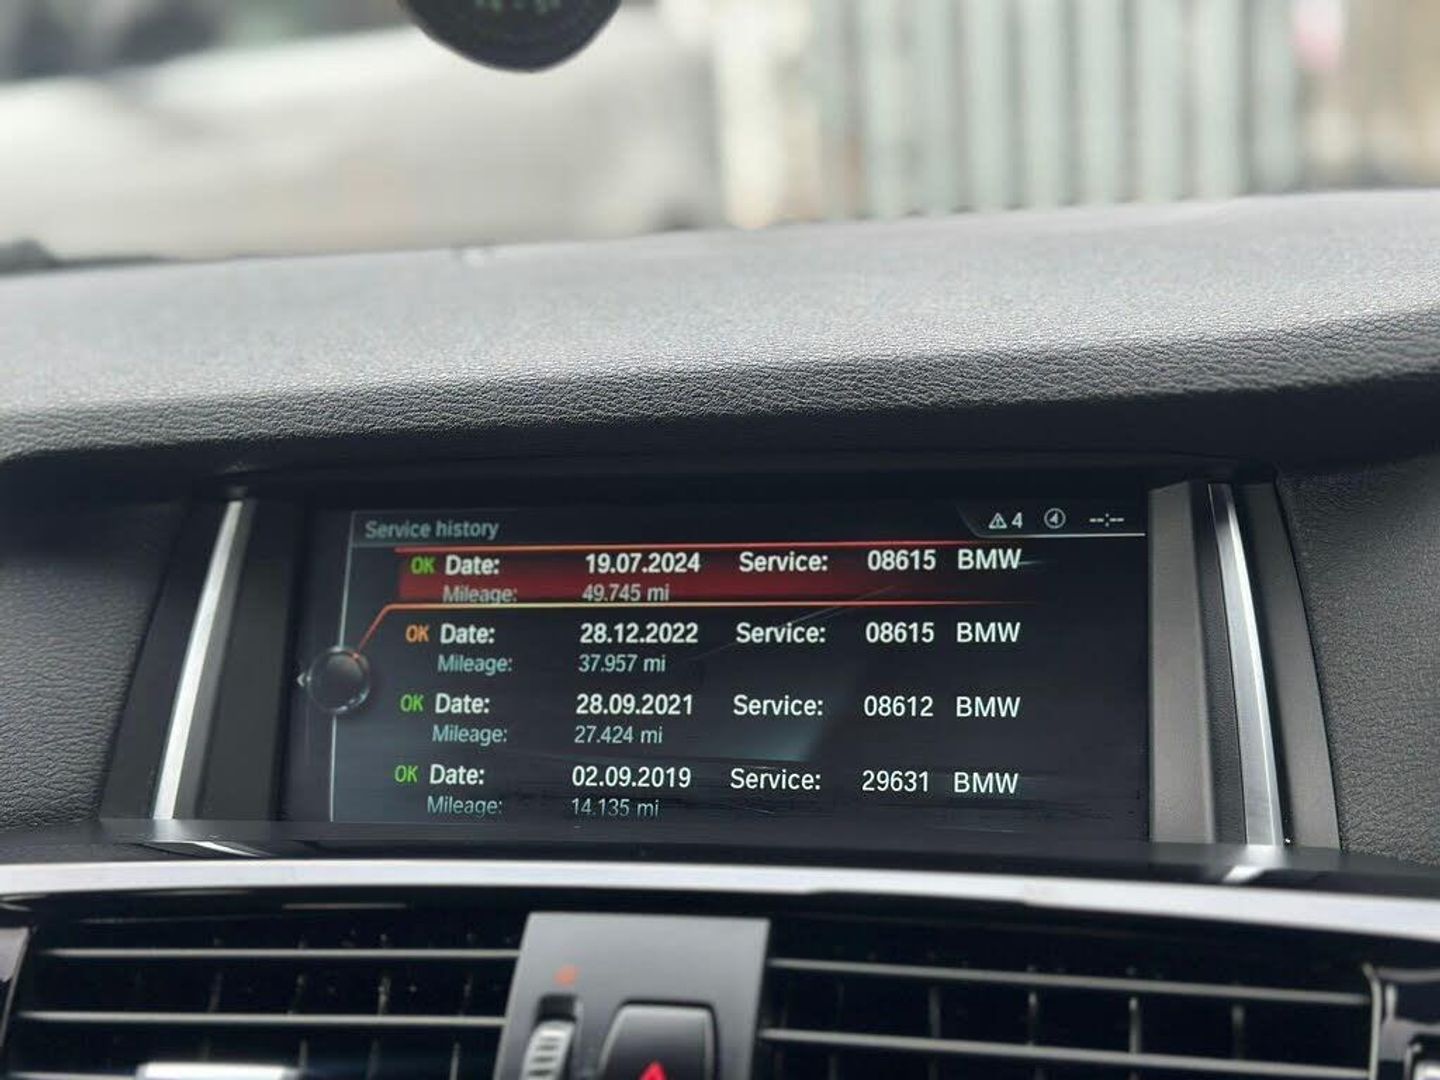 Service history 4 --:--
OK Date: 19.07.2024 Service: 08615 BMW
Mileage: 49.745 mi
OK Date: 28.12.2022 Service: 08615 BMW
Mileage: 37.957 mi
OK Date: 28.09.2021 Service: 08612 BMW
Mileage: 27.424 mi
OK Date: 02.09.2019 Service: 29631 BMW
Mileage: 14.135 mi